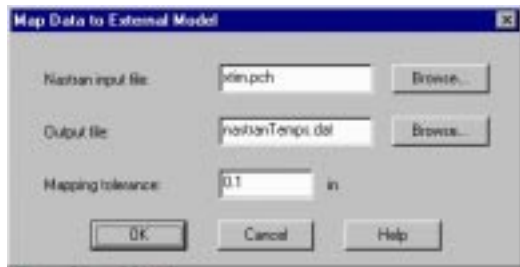 Map Data to External Model
Nastran input file: xtim.pch Browse...
Output file: nastranTemps.dat Browse...
Mapping tolerance: 0.1 in
OK Cancel Help